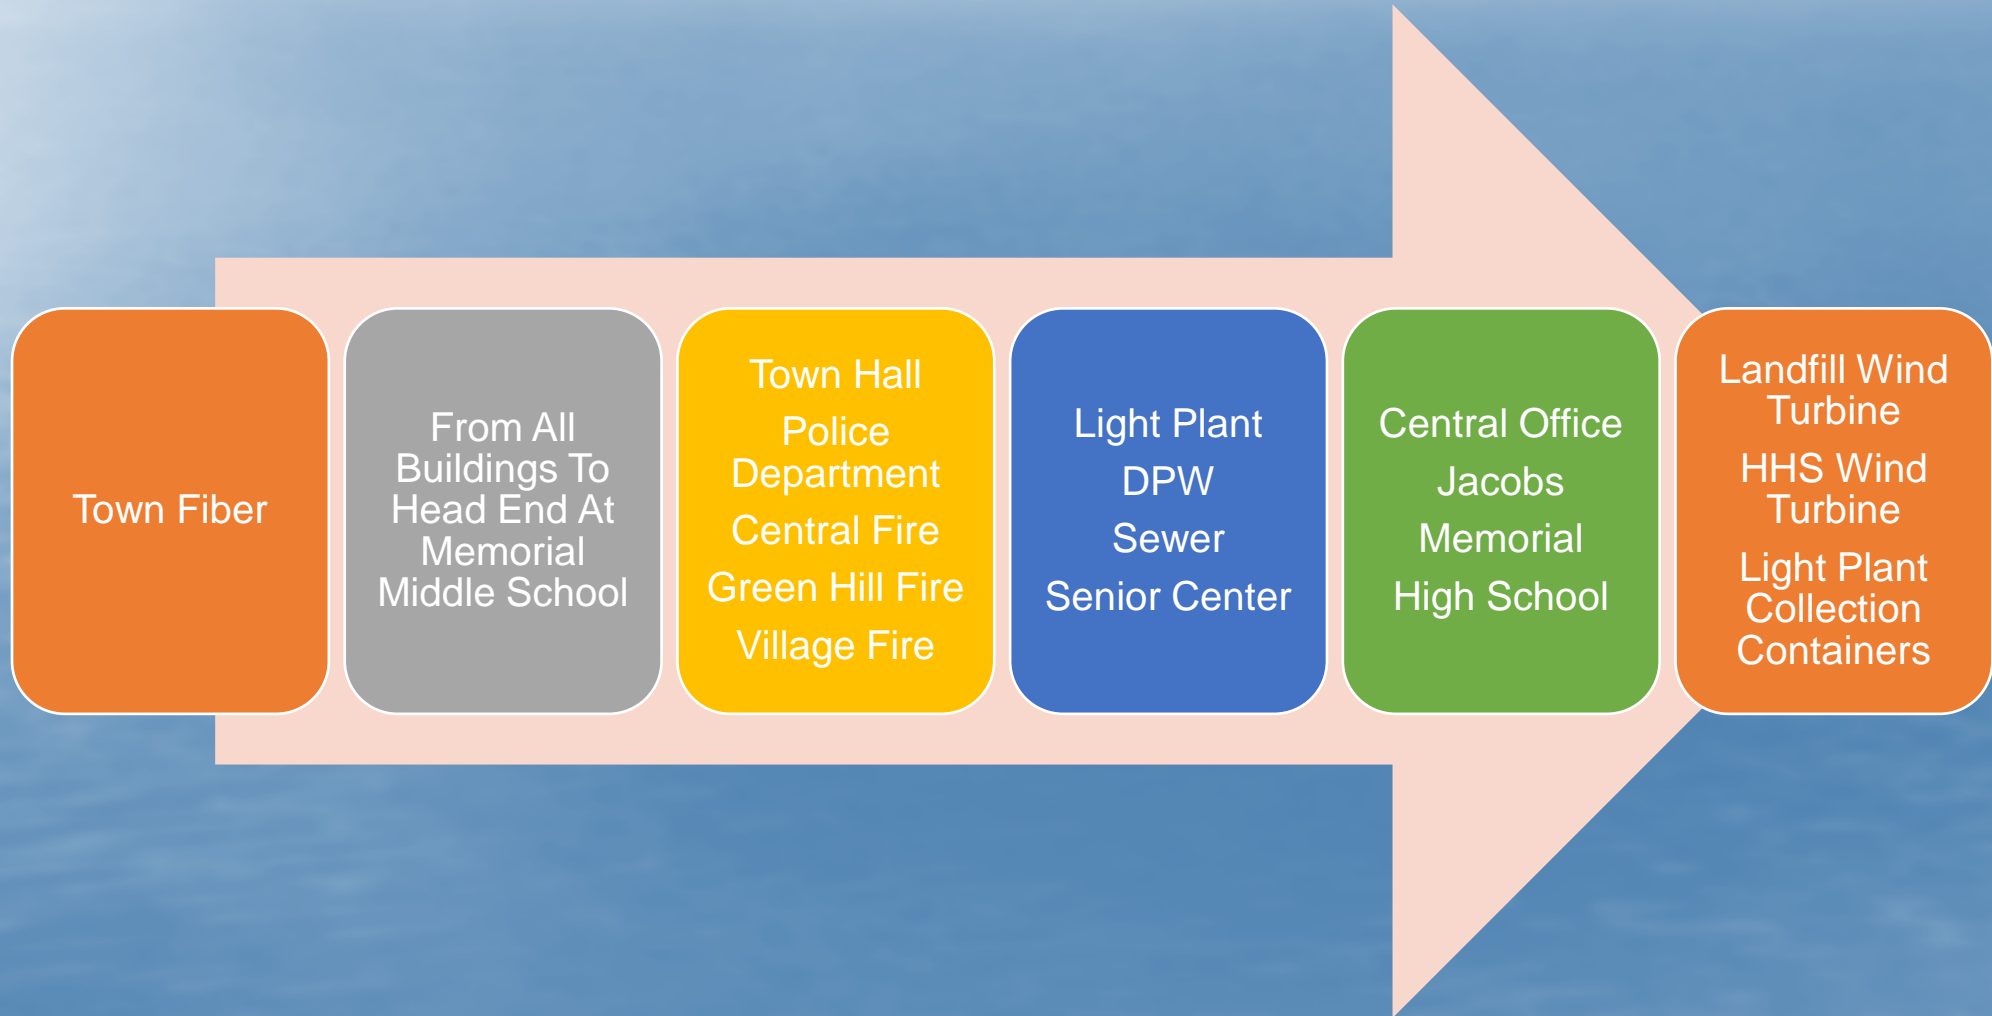 Town Fiber
From All
Buildings To
Head End At
Memorial
Middle School
Town Hall
Police
Department
Central Fire
Green Hill Fire
Village Fire
Light Plant
DPW
Sewer
Senior Center
Central Office
Jacobs
Memorial
High School
Landfill Wind
Turbine
HHS Wind
Turbine
Light Plant
Collection
Containers